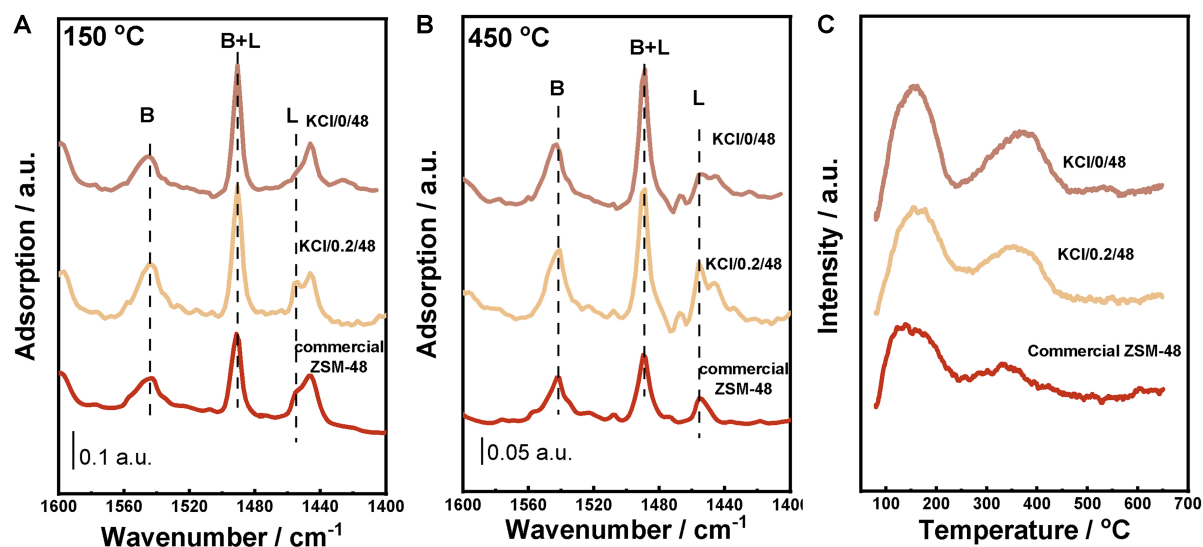 A
150 °C
B+L
B
L
KCl/0/48
KCl/0.2/48
commercial
ZSM-48
0.1 a.u.
Adsorption / a.u.
1600 1560 1520 1480 1440 1400
Wavenumber / cm-1
B
450 °C
B+L
B
L
KCl/0/48
KCl/0.2/48
commercial
ZSM-48
0.05 a.u.
Adsorption / a.u.
1600 1560 1520 1480 1440 1400
Wavenumber / cm-1
C
KCl/0/48
KCl/0.2/48
Commercial ZSM-48
Intensity / a.u.
100 200 300 400 500 600 700
Temperature / °C